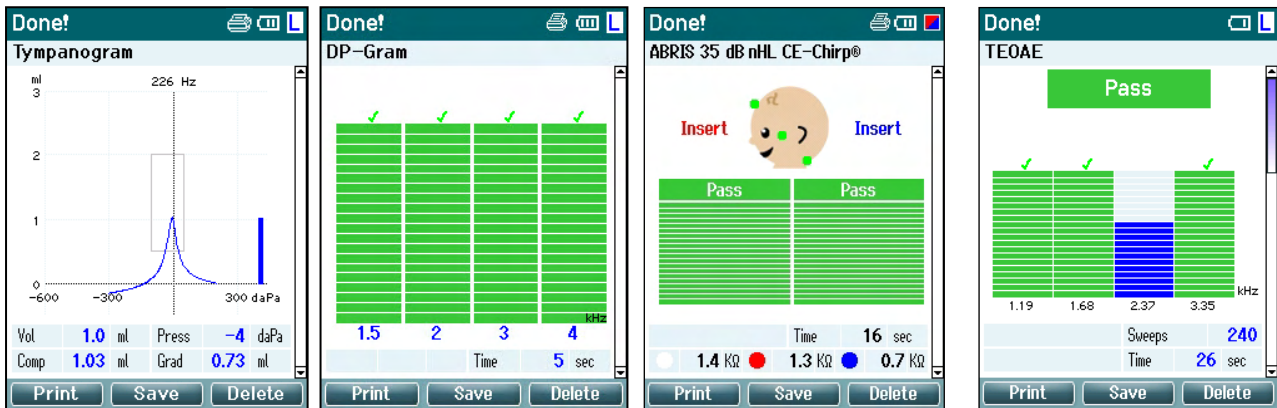 Done! L
Tympanogram
ml
226 Hz
3
2
1
0
-600 -300 300 daPa
Vol 1.0 ml Press -4 daPa
Comp 1.03 ml Grad 0.73 ml
Print Save Delete
Done! L
DP-Gram
kHz
1.5 2 3 4
Time 5 sec
Print Save Delete
Done!
ABRIS 35 dB nHL CE-Chirp®
Insert Insert
Pass Pass
Time 16 sec
1.4 KΩ 1.3 KΩ 0.7 KΩ
Print Save Delete
Done! L
TEOAE
Pass
kHz
1.19 1.68 2.37 3.35
Sweeps 240
Time 26 sec
Print Save Delete